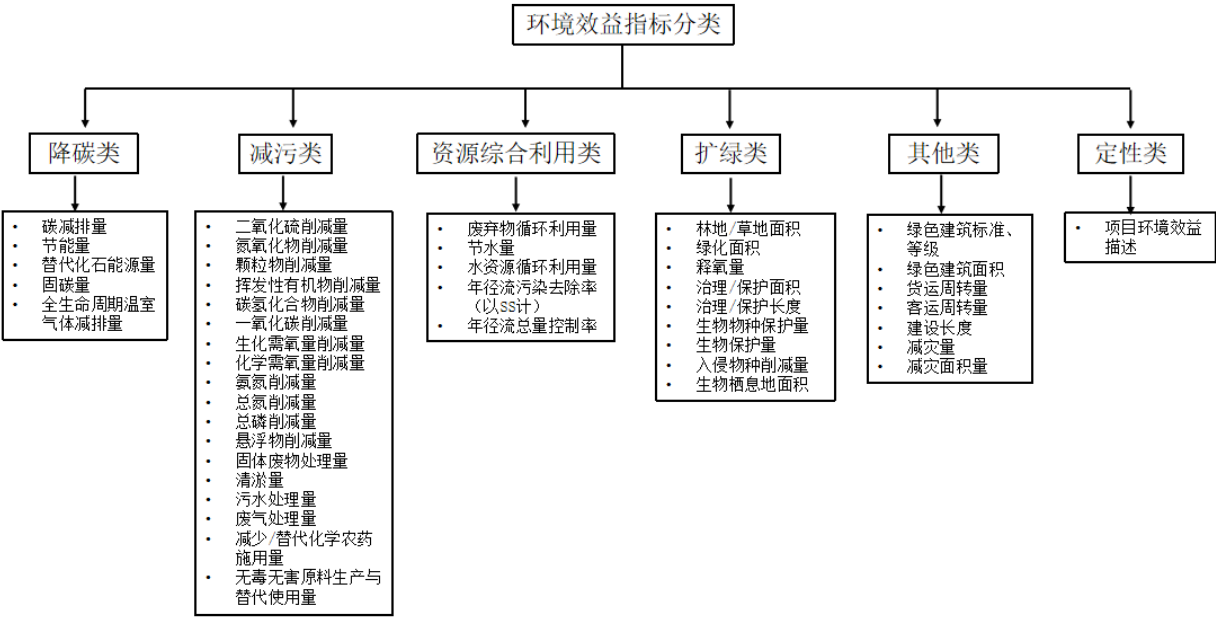 环境效益指标分类
降碳类
减污类
资源综合利用类
扩绿类
其他类
定性类
• 碳减排量
• 节能量
• 替代化石能源量
• 固碳量
• 全生命周期温室
气体减排量
• 二氧化硫削减量
• 氮氧化物削减量
• 颗粒物削减量
• 挥发性有机物削减量
• 碳氢化合物削减量
• 一氧化碳削减量
• 生化需氧量削减量
• 化学需氧量削减量
• 氨氮削减量
• 总氮削减量
• 总磷削减量
• 悬浮物削减量
• 固体废物处理量
• 清淤量
• 污水处理量
• 废气处理量
• 减少/替代化学农药
施用量
• 无毒无害原料生产与
替代使用量
• 废弃物循环利用量
• 节水量
• 水资源循环利用量
• 年径流污染去除率
（以SS计）
• 年径流总量控制率
• 林地/草地面积
• 绿化面积
• 释氧量
• 治理/保护面积
• 治理/保护长度
• 生物物种保护量
• 生物保护量
• 入侵物种削减量
• 生物栖息地面积
• 绿色建筑标准、
等级
• 绿色建筑面积
• 货运周转量
• 客运周转量
• 建设长度
• 减灾量
• 减灾面积量
• 项目环境效益
描述